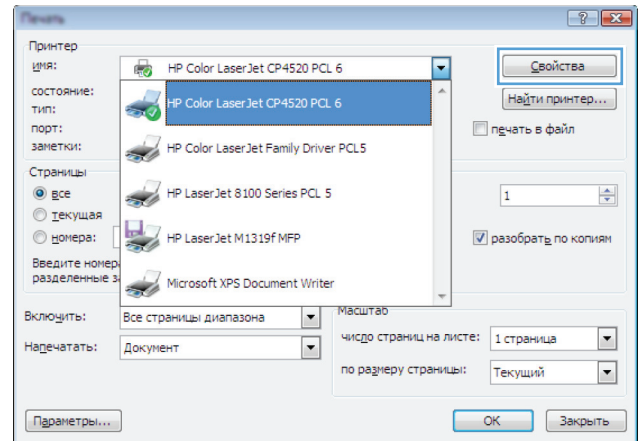 Печать
Принтер
имя:
HP Color LaserJet CP4520 PCL 6
Свойства
состояние:
HP Color LaserJet CP4520 PCL 6
Найти принтер...
тип:
порт:
HP Color LaserJet Family Driver PCL5
печать в файл
заметки:
Страницы
все
HP LaserJet 8100 Series PCL 5
1
текущая
номера:
HP LaserJet M1319f MFP
разобрать по копиям
Введите номер
разделенные з
Microsoft XPS Document Writer
Включить:
Все страницы диапазона
Масштаб
число страниц на листе:
1 страница
Напечатать:
Документ
по размеру страницы:
Текущий
Параметры...
OK
Закрыть